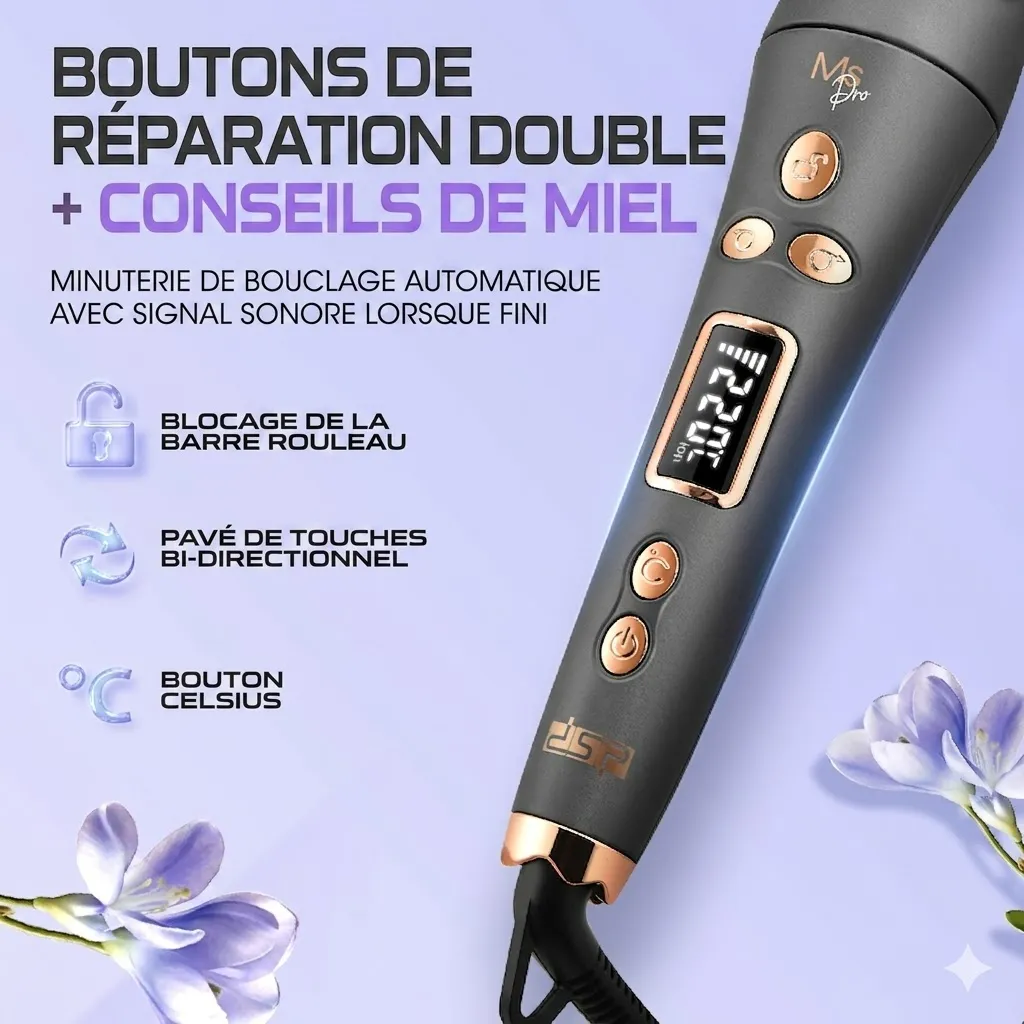 BOUTONS DE
RÉPARATION DOUBLE
+ CONSEILS DE MIEL
MINUTERIE DE BOUCLAGE AUTOMATIQUE
AVEC SIGNAL SONORE LORSQUE FINI
BLOCAGE DE LA
BARRE ROULEAU
PAVÉ DE TOUCHES
BI-DIRECTIONNEL
°C
BOUTON
CELSIUS
Ms
Pro
220
ion
°C
dsp